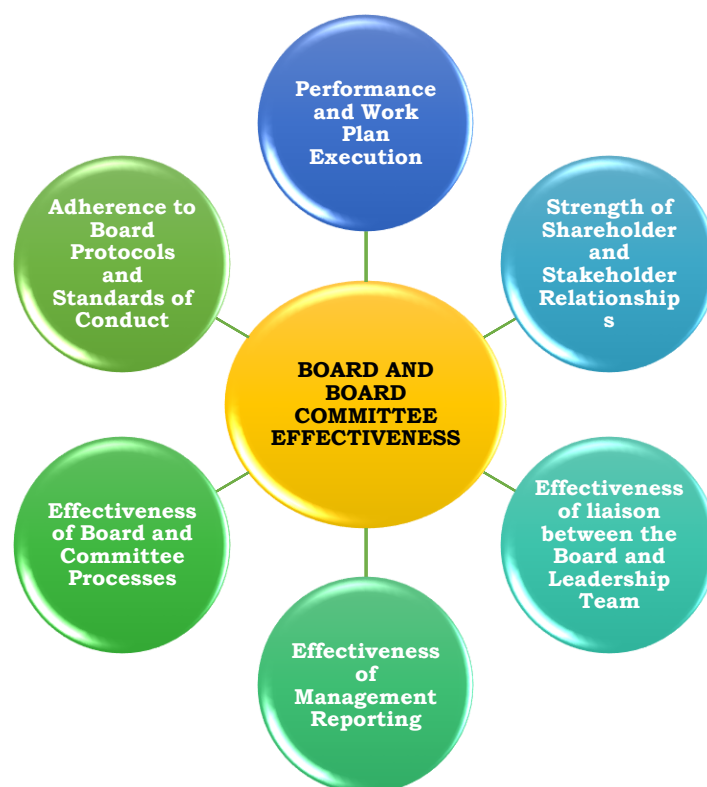 Performance
and Work
Plan
Execution
Strength of
Shareholder
and
Stakeholder
Relationship
s
Effectiveness
of liaison
between the
Board and
Leadership
Team
Effectiveness
of
Management
Reporting
Effectiveness
of Board and
Committee
Processes
Adherence to
Board
Protocols
and
Standards of
Conduct
BOARD AND
BOARD
COMMITTEE
EFFECTIVENESS